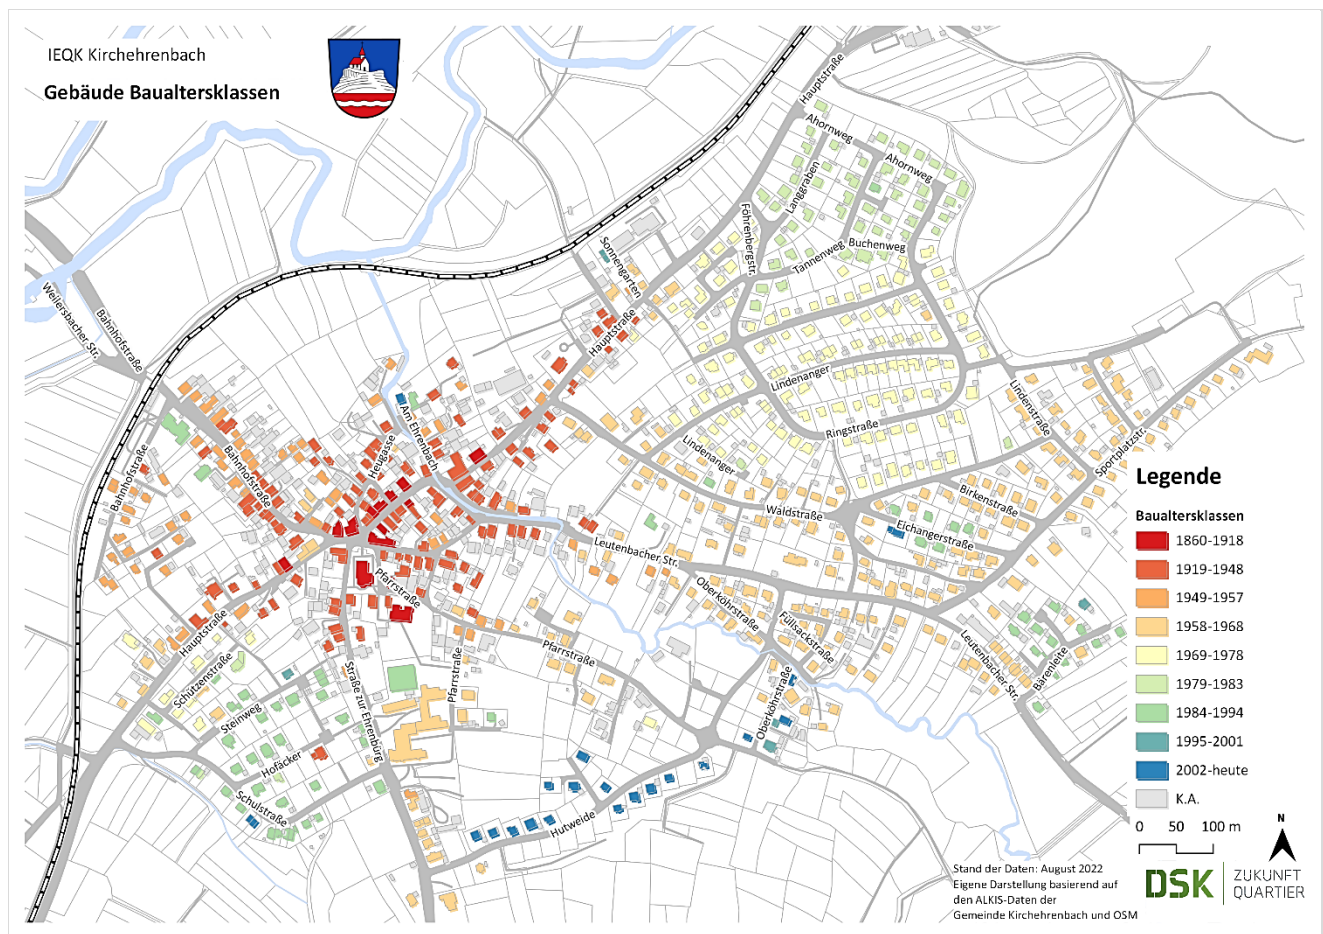 IEQK Kirchehrenbach
Gebäude Baualtersklassen
Hauptstraße
Ahornweg
Ahornweg
Langgraben
Föhrenbergstr.
Buchenweg
Tannenweg
Sonnengarten
Hauptstraße
Weilersbacher Str.
Bahnhofstraße
Lindenanger
Lindenstraße
Ringstraße
Am Ehrenbach
Heugasse
Lindenanger
Sportplatzstr.
Bahnhofstraße
Bahnhofstraße
Birkenstraße
Waldstraße
Eichangerstraße
Leutenbacher Str.
Pfarrstraße
Oberköhrstraße
Füllsackstraße
Hauptstraße
Pfarrstraße
Leutenbacher Str.
Bärenleite
Schützenstraße
Straße zur Ehrenbürg
Pfarrstraße
Oberköhrstraße
Steinweg
Hofäcker
Schulstraße
Hutweide
Legende
Baualtersklassen
1860-1918
1919-1948
1949-1957
1958-1968
1969-1978
1979-1983
1984-1994
1995-2001
2002-heute
K.A.
0 50 100 m
N
Stand der Daten: August 2022
Eigene Darstellung basierend auf
den ALKIS-Daten der
Gemeinde Kirchehrenbach und OSM
DSK
ZUKUNFT
QUARTIER